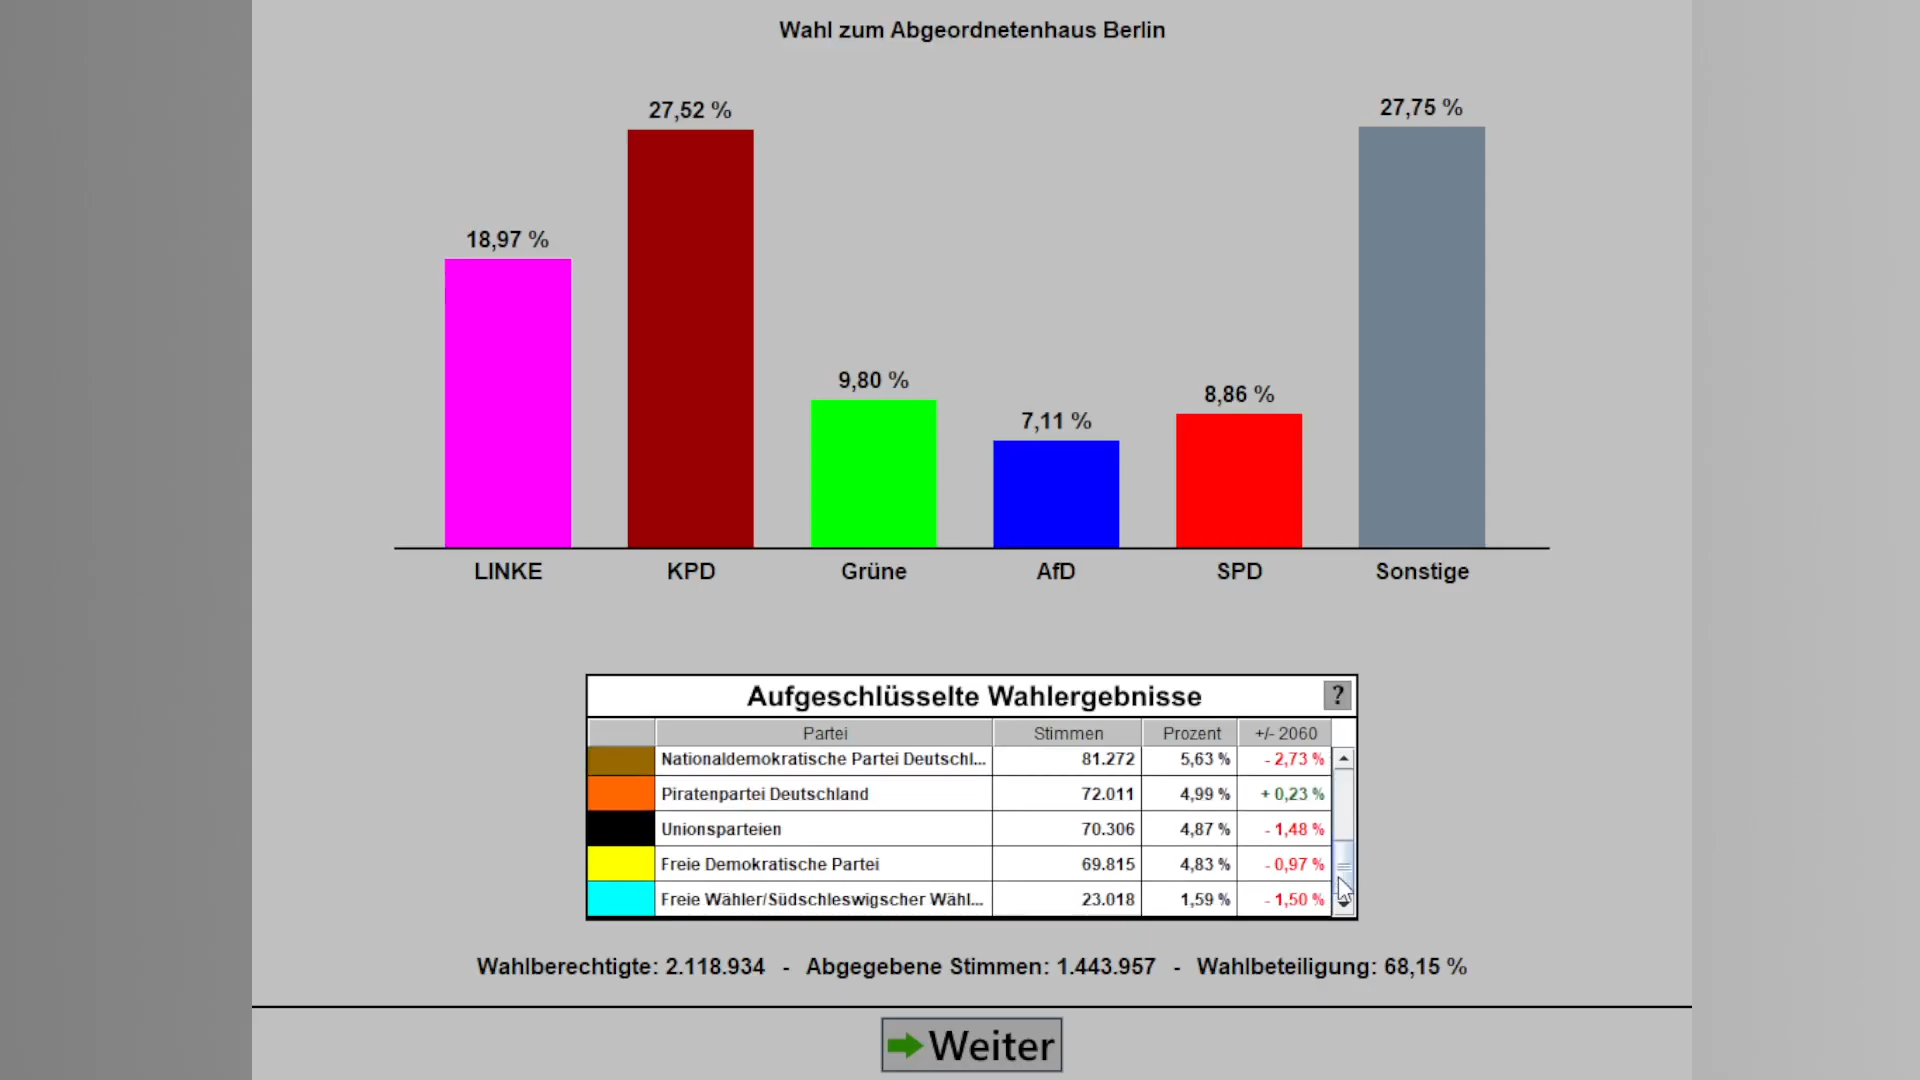 Wahl zum Abgeordnetenhaus Berlin
27,75 %
27,52 %
18,97 %
9,80 %
8,86 %
7,11 %
LINKE KPD Grüne AfD SPD Sonstige
Aufgeschlüsselte Wahlergebnisse ?
Partei Stimmen Prozent +/- 2060
Nationaldemokratische Partei Deutschl... 81.272 5,63 % - 2,73 %
Piratenpartei Deutschland 72.011 4,99 % + 0,23 %
Unionsparteien 70.306 4,87 % - 1,48 %
Freie Demokratische Partei 69.815 4,83 % - 0,97 %
Freie Wähler/Südschleswigscher Wähl... 23.018 1,59 % - 1,50 %
Wahlberechtigte: 2.118.934 - Abgegebene Stimmen: 1.443.957 - Wahlbeteiligung: 68,15 %
Weiter